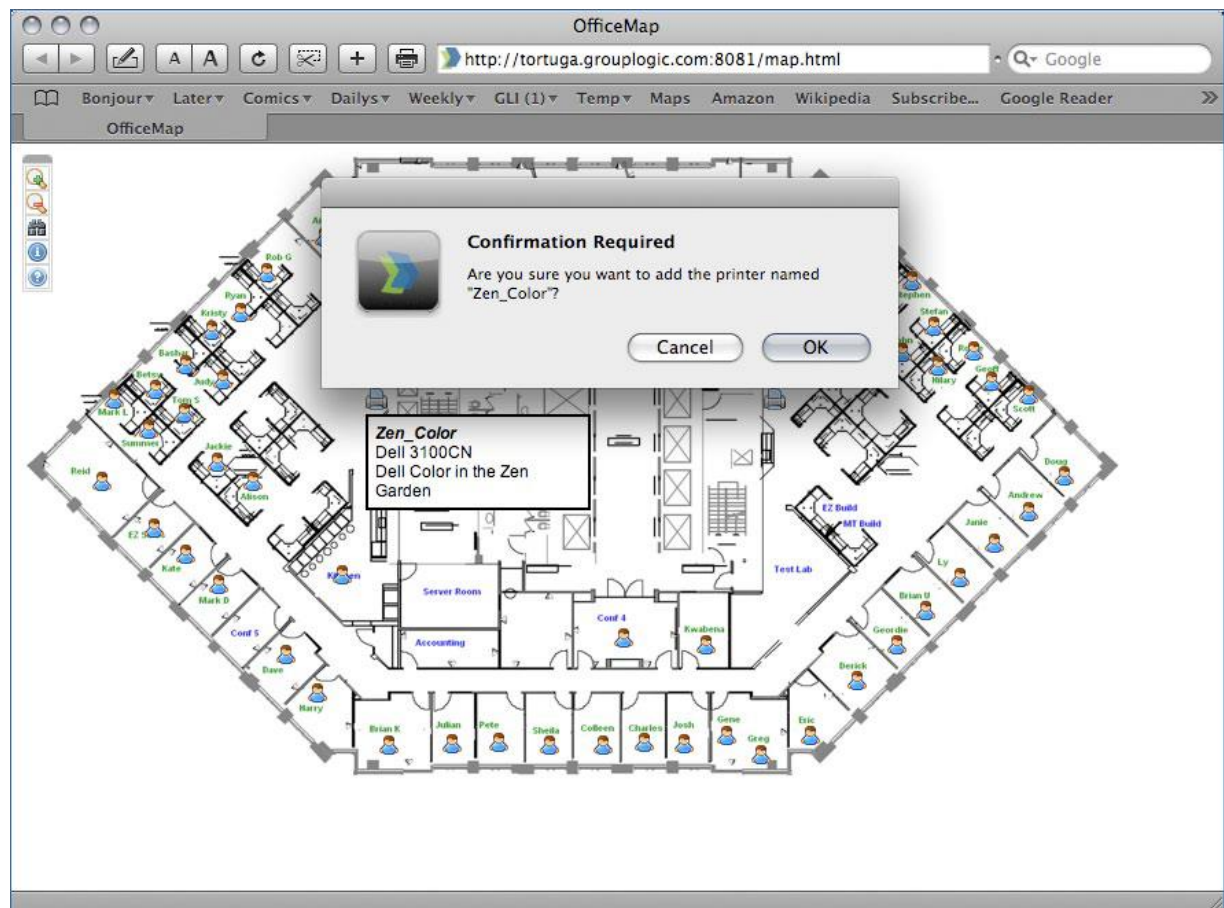 OfficeMap
http://tortuga.grouplogic.com:8081/map.html
Google
A A
Bonjour Later Comics Dailys Weekly GLI (1) Temp Maps Amazon Wikipedia Subscribe... Google Reader
OfficeMap
Confirmation Required
Are you sure you want to add the printer named
"Zen_Color"?
Cancel OK
Rob G
Ryan
Kristy
Bashar
Betsy
Judy
Mark L
Tom S
Summer
Jackie
Reid
Alison
Kate
Mark D
Conf 5
Dave
Harry
Zen_Color
Dell 3100CN
Dell Color in the Zen
Garden
Server Room
Accounting
Conf 4
Kwabena
Test Lab
EZ Build
MT Build
Stephen
Stefan
Hilary
Geoff
Scott
Doug
Andrew
Janie
Ly
Brian U
Geordie
Derick
Eric
Brian K
Julian
Pete
Sheila
Colleen
Charles
Josh
Gene
Greg